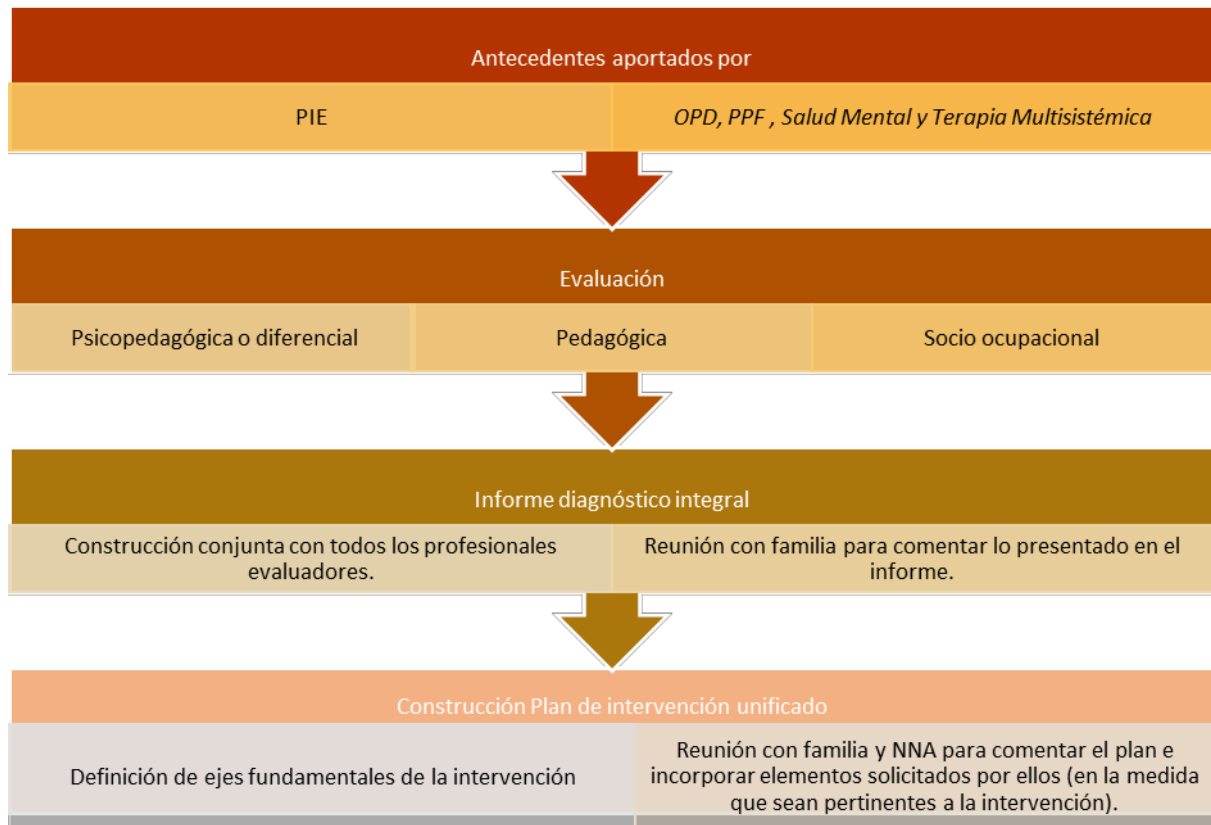 Antecedentes aportados por
PIE
OPD, PPF , Salud Mental y Terapia Multisistémica
Evaluación
Psicopedagógica o diferencial
Pedagógica
Socio ocupacional
Informe diagnóstico integral
Construcción conjunta con todos los profesionales
evaluadores.
Reunión con familia para comentar lo presentado en el
informe.
Construcción Plan de intervención unificado
Definición de ejes fundamentales de la intervención
Reunión con familia y NNA para comentar el plan e
incorporar elementos solicitados por ellos (en la medida
que sean pertinentes a la intervención).